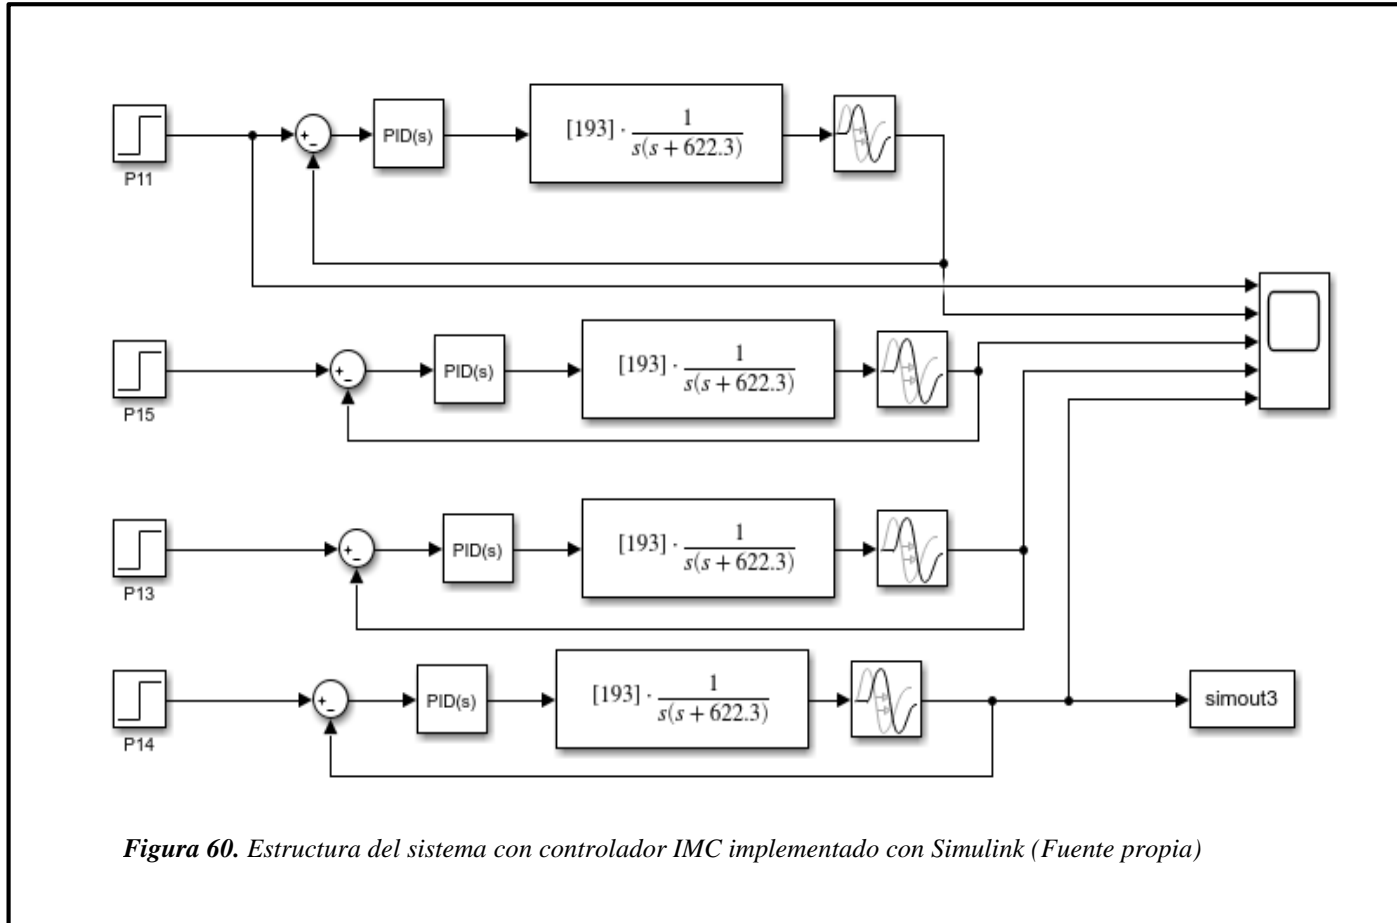 PID(s)
[193] · 1 / s(s + 622.3)
P11
PID(s)
[193] · 1 / s(s + 622.3)
P15
PID(s)
[193] · 1 / s(s + 622.3)
P13
PID(s)
[193] · 1 / s(s + 622.3)
simout3
P14
Figura 60. Estructura del sistema con controlador IMC implementado con Simulink (Fuente propia)